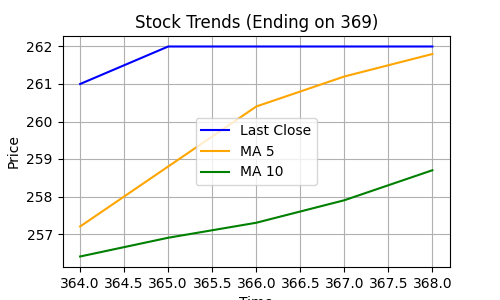 Stock Trends (Ending on 369)
262
261
260
259
258
257
Price
Last Close
MA 5
MA 10
364.0 364.5 365.0 365.5 366.0 366.5 367.0 367.5 368.0
Time